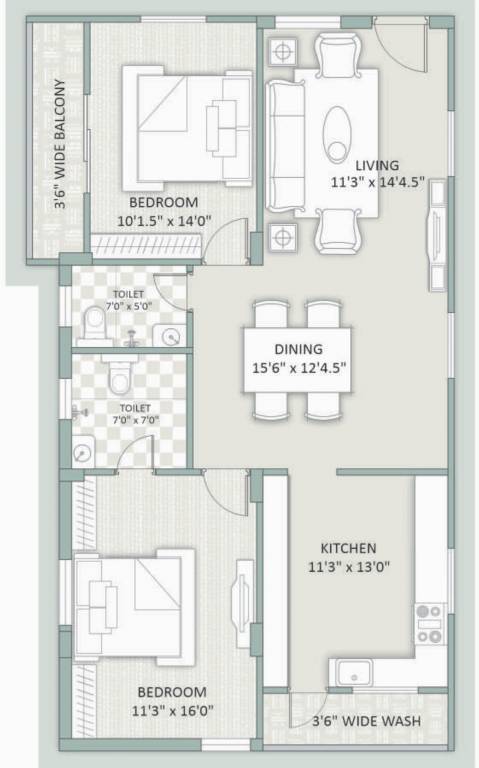 3'6" WIDE BALCONY
BEDROOM
10'1.5" x 14'0"
LIVING
11'3" x 14'4.5"
TOILET
7'0" x 5'0"
DINING
15'6" x 12'4.5"
TOILET
7'0" x 7'0"
KITCHEN
11'3" x 13'0"
BEDROOM
11'3" x 16'0"
3'6" WIDE WASH